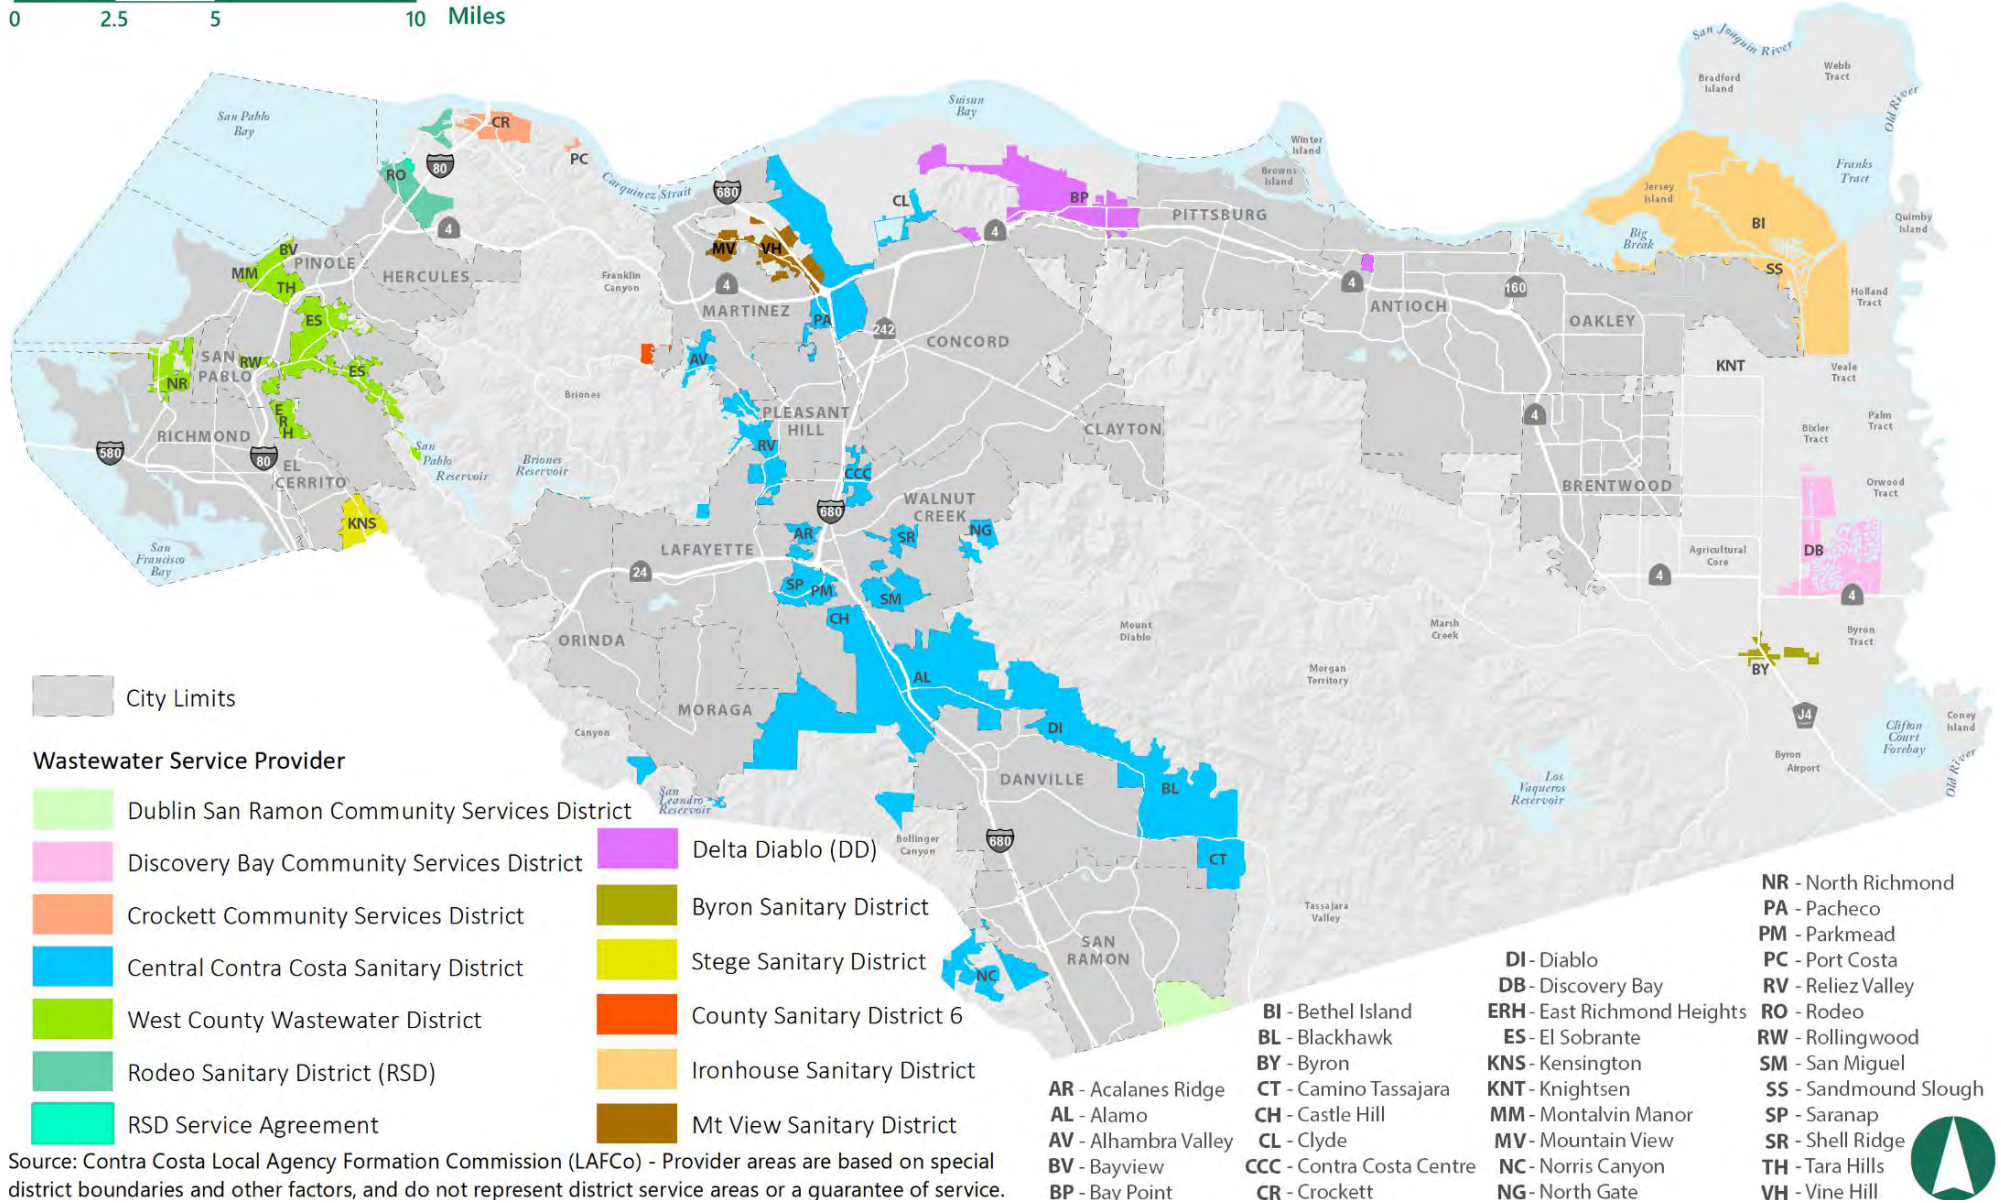 0 2.5 5 10 Miles
San Joaquin River
Webb
Tract
Bradford
Island
Old River
San Pablo
Bay
Suisun
Bay
CR
Winter
Island
PC
80
Franks
Tract
RO
Carquinez Strait
680
Browns
Island
Jersey
Island
CL
BP
PITTSBURG
4
4
BI
Quimby
Island
Big
Break
BV
MV
VH
PINOLE
MM
HERCULES
Franklin
Canyon
SS
TH
4
4
160
Holland
Tract
MARTINEZ
ANTIOCH
ES
PA
OAKLEY
242
CONCORD
SAN
PABLO
RW
AV
KNT
ES
Veale
Tract
NR
Briones
E
R
H
PLEASANT
HILL
4
Palm
Tract
RICHMOND
CLAYTON
Bixler
Tract
RV
580
80
San
Pablo
Reservoir
Briones
Reservoir
EL
CERRITO
CCC
BRENTWOOD
Orwood
Tract
WALNUT
CREEK
680
KNS
AR
SR
NG
San
Francisco
Bay
LAFAYETTE
DB
Agricultural
Core
24
4
SP
PM
SM
4
CH
Mount
Diablo
Marsh
Creek
Byron
Tract
ORINDA
BY
Morgan
Territory
AL
City Limits
MORAGA
J4
Coney
Island
Canyon
DI
Clifton
Court
Forebay
Byron
Airport
Old River
Wastewater Service Provider
DANVILLE
BL
Los
Vaqueros
Reservoir
San
Leandro
Reservoir
Bollinger
Canyon
680
CT
Tassajara
Valley
SAN
RAMON
NC
Dublin San Ramon Community Services District
Discovery Bay Community Services District
Crockett Community Services District
Central Contra Costa Sanitary District
West County Wastewater District
Rodeo Sanitary District (RSD)
RSD Service Agreement
Delta Diablo (DD)
Byron Sanitary District
Stege Sanitary District
County Sanitary District 6
Ironhouse Sanitary District
Mt View Sanitary District
AR - Acalanes Ridge
AL - Alamo
AV - Alhambra Valley
BV - Bayview
BP - Bay Point
BI - Bethel Island
BL - Blackhawk
BY - Byron
CT - Camino Tassajara
CH - Castle Hill
CL - Clyde
CCC - Contra Costa Centre
CR - Crockett
DI - Diablo
DB - Discovery Bay
ERH - East Richmond Heights
ES - El Sobrante
KNS - Kensington
KNT - Knightsen
MM - Montalvin Manor
MV - Mountain View
NC - Norris Canyon
NG - North Gate
NR - North Richmond
PA - Pacheco
PM - Parkmead
PC - Port Costa
RV - Reliez Valley
RO - Rodeo
RW - Rollingwood
SM - San Miguel
SS - Sandmound Slough
SP - Saranap
SR - Shell Ridge
TH - Tara Hills
VH - Vine Hill
Source: Contra Costa Local Agency Formation Commission (LAFCo) - Provider areas are based on special
district boundaries and other factors, and do not represent district service areas or a guarantee of service.